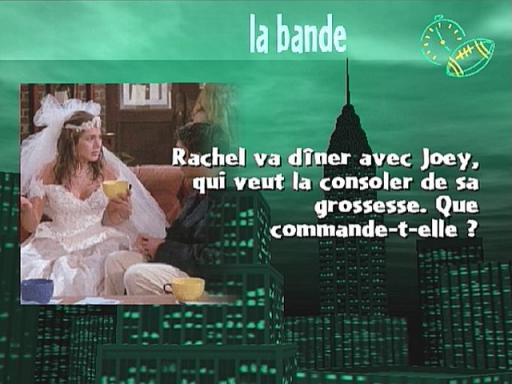 la bande
Rachel va dîner avec Joey,
qui veut la consoler de sa
grossesse. Que
commande-t-elle ?